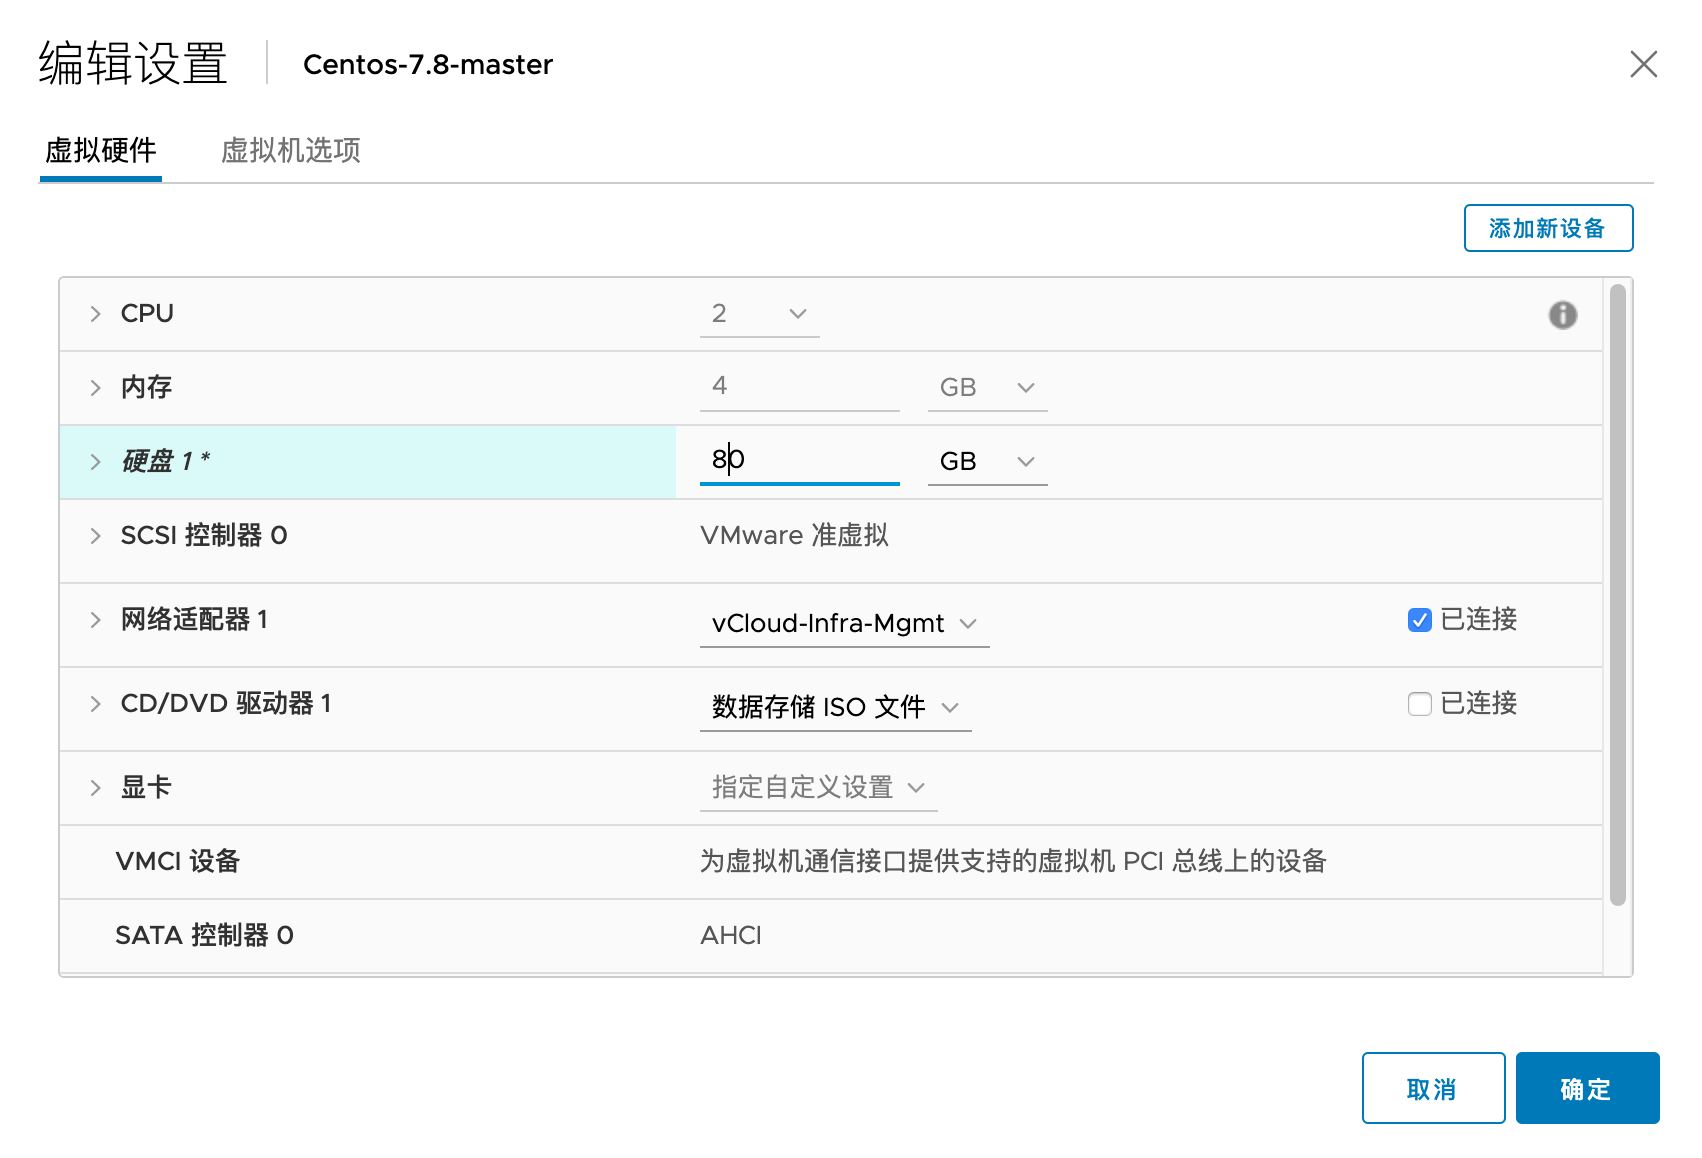 编辑设置 Centos-7.8-master
虚拟硬件 虚拟机选项
添加新设备
CPU 2
内存 4 GB
硬盘 1 * 80 GB
SCSI 控制器 0 VMware 准虚拟
网络适配器 1 vCloud-Infra-Mgmt 已连接
CD/DVD 驱动器 1 数据存储 ISO 文件 已连接
显卡 指定自定义设置
VMCI 设备 为虚拟机通信接口提供支持的虚拟机 PCI 总线上的设备
SATA 控制器 0 AHCI
取消 确定